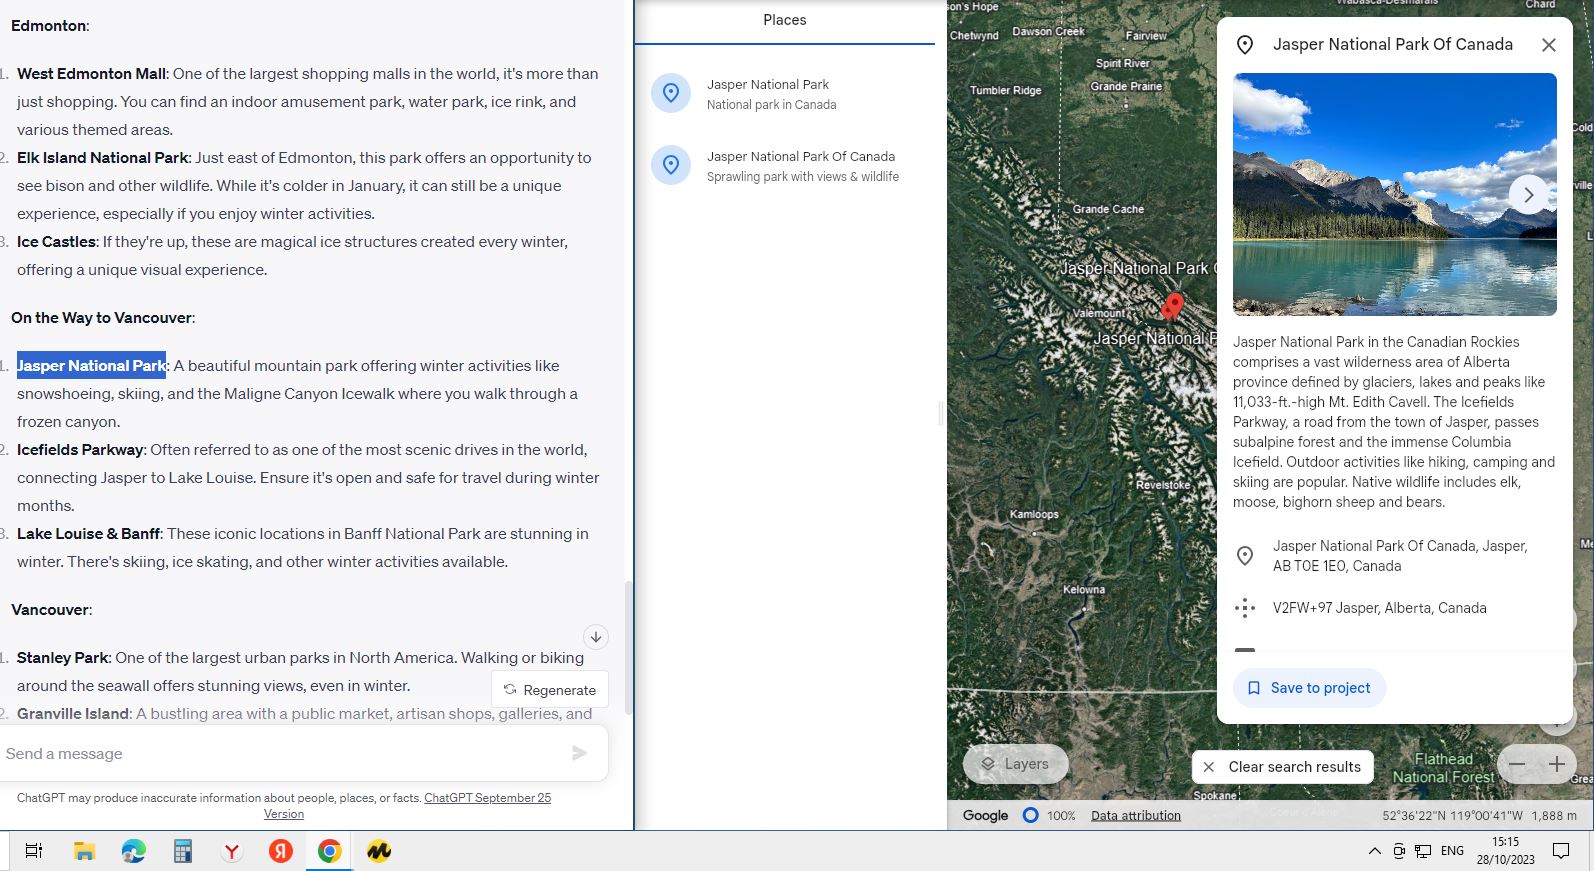 Edmonton:
1. West Edmonton Mall: One of the largest shopping malls in the world, it's more than
just shopping. You can find an indoor amusement park, water park, ice rink, and
various themed areas.
2. Elk Island National Park: Just east of Edmonton, this park offers an opportunity to
see bison and other wildlife. While it's colder in January, it can still be a unique
experience, especially if you enjoy winter activities.
3. Ice Castles: If they're up, these are magical ice structures created every winter,
offering a unique visual experience.
On the Way to Vancouver:
1. Jasper National Park: A beautiful mountain park offering winter activities like
snowshoeing, skiing, and the Maligne Canyon Icewalk where you walk through a
frozen canyon.
2. Icefields Parkway: Often referred to as one of the most scenic drives in the world,
connecting Jasper to Lake Louise. Ensure it's open and safe for travel during winter
months.
3. Lake Louise & Banff: These iconic locations in Banff National Park are stunning in
winter. There's skiing, ice skating, and other winter activities available.
Vancouver:
1. Stanley Park: One of the largest urban parks in North America. Walking or biking
around the seawall offers stunning views, even in winter.
Regenerate
2. Granville Island: A bustling area with a public market, artisan shops, galleries, and
Send a message
ChatGPT may produce inaccurate information about people, places, or facts. ChatGPT September 25
Version
Places
Jasper National Park
National park in Canada
Jasper National Park Of Canada
Sprawling park with views & wildlife
son's Hope
Wabasca-Desmarais
Chard
Chetwynd
Dawson Creek
Fairview
Spirit River
Tumbler Ridge
Grande Prairie
Cold
ville
Grande Cache
Jasper National Park
Valemount
Jasper National P
Revelstoke
Kamloops
Kelowna
Flathead
National Forest
Spokane
Grea
Jasper National Park Of Canada
Jasper National Park in the Canadian Rockies
comprises a vast wilderness area of Alberta
province defined by glaciers, lakes and peaks like
11,033-ft.-high Mt. Edith Cavell. The Icefields
Parkway, a road from the town of Jasper, passes
subalpine forest and the immense Columbia
Icefield. Outdoor activities like hiking, camping and
skiing are popular. Native wildlife includes elk,
moose, bighorn sheep and bears.
Jasper National Park Of Canada, Jasper,
AB T0E 1E0, Canada
V2FW+97 Jasper, Alberta, Canada
Save to project
Layers
Clear search results
Google 100% Data attribution 52°36'22"N 119°00'41"W 1,888 m
ENG
15:15
28/10/2023